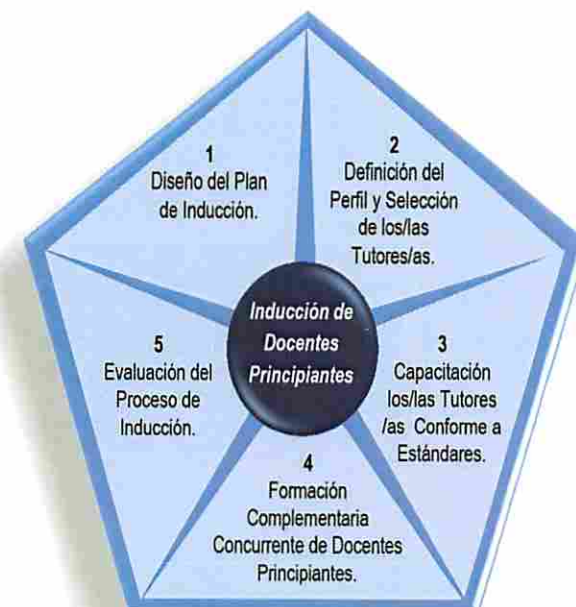 1
Diseño del Plan
de Inducción.
2
Definición del
Perfil y Selección
de los/las
Tutores/as.
Inducción de
Docentes
Principiantes
3
Capacitación
los/las Tutores
/as Conforme a
Estándares.
4
Formación
Complementaria
Concurrente de Docentes
Principiantes.
5
Evaluación del
Proceso de
Inducción.